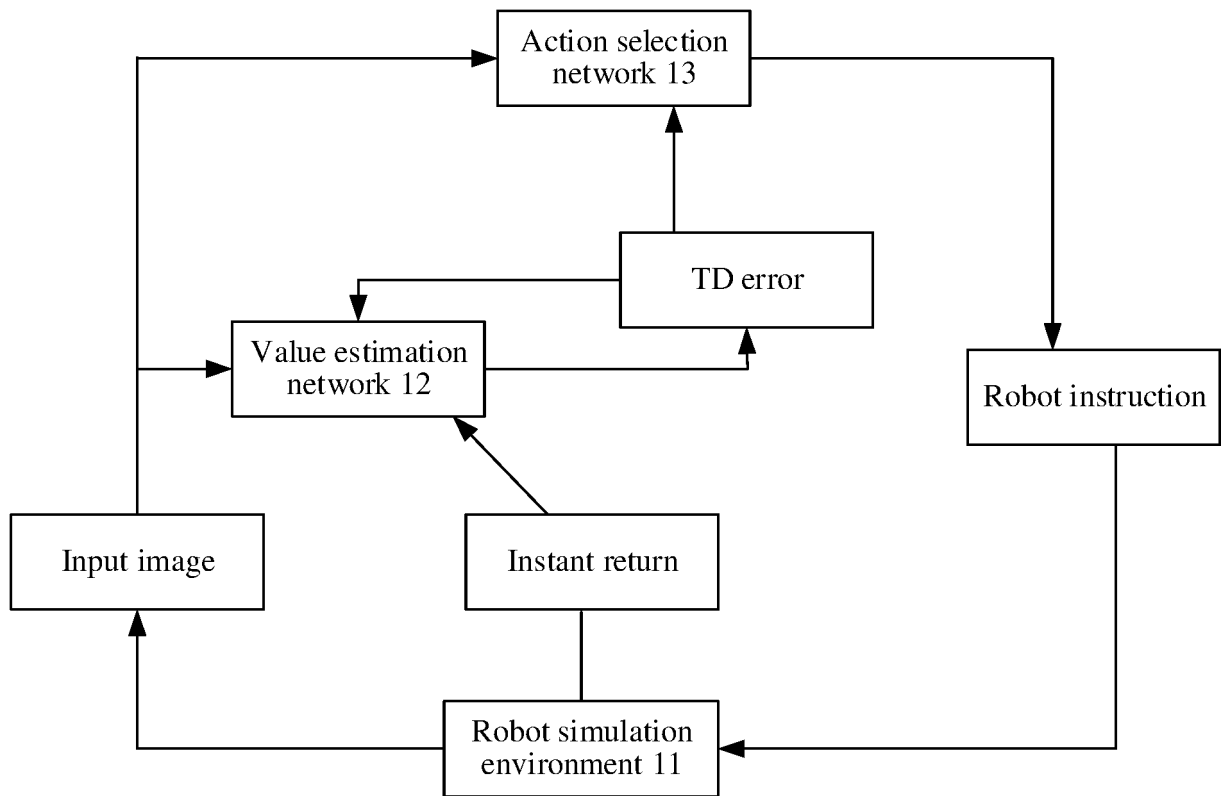 Action selection
network 13
TD error
Value estimation
network 12
Robot instruction
Input image
Instant return
Robot simulation
environment 11